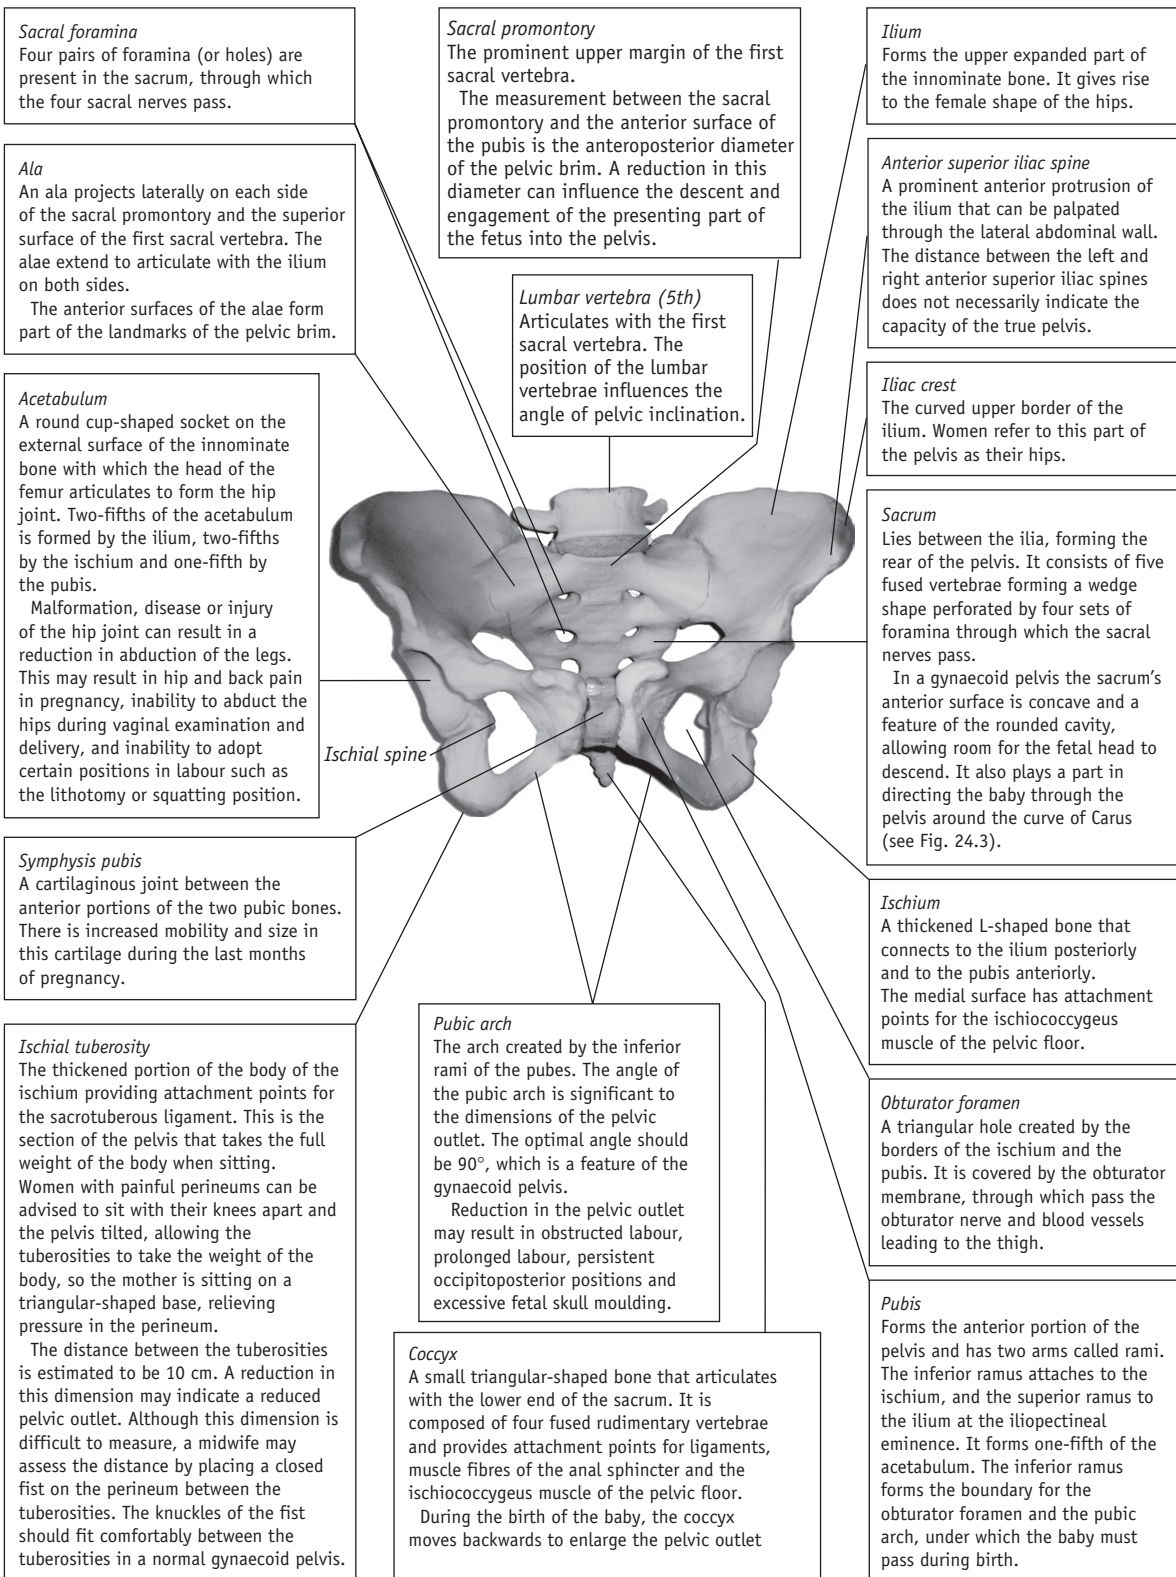 Sacral foramina
Four pairs of foramina (or holes) are
present in the sacrum, through which
the four sacral nerves pass.
Ala
An ala projects laterally on each side
of the sacral promontory and the superior
surface of the first sacral vertebra. The
alae extend to articulate with the ilium
on both sides.
The anterior surfaces of the alae form
part of the landmarks of the pelvic brim.
Acetabulum
A round cup-shaped socket on the
external surface of the innominate
bone with which the head of the
femur articulates to form the hip
joint. Two-fifths of the acetabulum
is formed by the ilium, two-fifths
by the ischium and one-fifth by
the pubis.
Malformation, disease or injury
of the hip joint can result in a
reduction in abduction of the legs.
This may result in hip and back pain
in pregnancy, inability to abduct the
hips during vaginal examination and
delivery, and inability to adopt
certain positions in labour such as
the lithotomy or squatting position.
Symphysis pubis
A cartilaginous joint between the
anterior portions of the two pubic bones.
There is increased mobility and size in
this cartilage during the last months
of pregnancy.
Ischial tuberosity
The thickened portion of the body of the
ischium providing attachment points for
the sacrotuberous ligament. This is the
section of the pelvis that takes the full
weight of the body when sitting.
Women with painful perineums can be
advised to sit with their knees apart and
the pelvis tilted, allowing the
tuberosities to take the weight of the
body, so the mother is sitting on a
triangular-shaped base, relieving
pressure in the perineum.
The distance between the tuberosities
is estimated to be 10 cm. A reduction in
this dimension may indicate a reduced
pelvic outlet. Although this dimension is
difficult to measure, a midwife may
assess the distance by placing a closed
fist on the perineum between the
tuberosities. The knuckles of the fist
should fit comfortably between the
tuberosities in a normal gynaecoid pelvis.
Sacral promontory
The prominent upper margin of the first
sacral vertebra.
The measurement between the sacral
promontory and the anterior surface of
the pubis is the anteroposterior diameter
of the pelvic brim. A reduction in this
diameter can influence the descent and
engagement of the presenting part of
the fetus into the pelvis.
Lumbar vertebra (5th)
Articulates with the first
sacral vertebra. The
position of the lumbar
vertebrae influences the
angle of pelvic inclination.
Ischial spine
Pubic arch
The arch created by the inferior
rami of the pubes. The angle of
the pubic arch is significant to
the dimensions of the pelvic
outlet. The optimal angle should
be 90°, which is a feature of the
gynaecoid pelvis.
Reduction in the pelvic outlet
may result in obstructed labour,
prolonged labour, persistent
occipitoposterior positions and
excessive fetal skull moulding.
Coccyx
A small triangular-shaped bone that articulates
with the lower end of the sacrum. It is
composed of four fused rudimentary vertebrae
and provides attachment points for ligaments,
muscle fibres of the anal sphincter and the
ischiococcygeus muscle of the pelvic floor.
During the birth of the baby, the coccyx
moves backwards to enlarge the pelvic outlet
Ilium
Forms the upper expanded part of
the innominate bone. It gives rise
to the female shape of the hips.
Anterior superior iliac spine
A prominent anterior protrusion of
the ilium that can be palpated
through the lateral abdominal wall.
The distance between the left and
right anterior superior iliac spines
does not necessarily indicate the
capacity of the true pelvis.
Iliac crest
The curved upper border of the
ilium. Women refer to this part of
the pelvis as their hips.
Sacrum
Lies between the ilia, forming the
rear of the pelvis. It consists of five
fused vertebrae forming a wedge
shape perforated by four sets of
foramina through which the sacral
nerves pass.
In a gynaecoid pelvis the sacrum's
anterior surface is concave and a
feature of the rounded cavity,
allowing room for the fetal head to
descend. It also plays a part in
directing the baby through the
pelvis around the curve of Carus
(see Fig. 24.3).
Ischium
A thickened L-shaped bone that
connects to the ilium posteriorly
and to the pubis anteriorly.
The medial surface has attachment
points for the ischiococcygeus
muscle of the pelvic floor.
Obturator foramen
A triangular hole created by the
borders of the ischium and the
pubis. It is covered by the obturator
membrane, through which pass the
obturator nerve and blood vessels
leading to the thigh.
Pubis
Forms the anterior portion of the
pelvis and has two arms called rami.
The inferior ramus attaches to the
ischium, and the superior ramus to
the ilium at the iliopectineal
eminence. It forms one-fifth of the
acetabulum. The inferior ramus
forms the boundary for the
obturator foramen and the pubic
arch, under which the baby must
pass during birth.